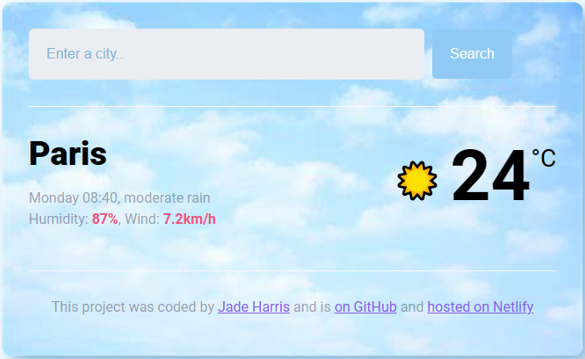 Enter a city..
Search
Paris
24°C
Monday 08:40, moderate rain
Humidity: 87%, Wind: 7.2km/h
This project was coded by Jade Harris and is on GitHub and hosted on Netlify